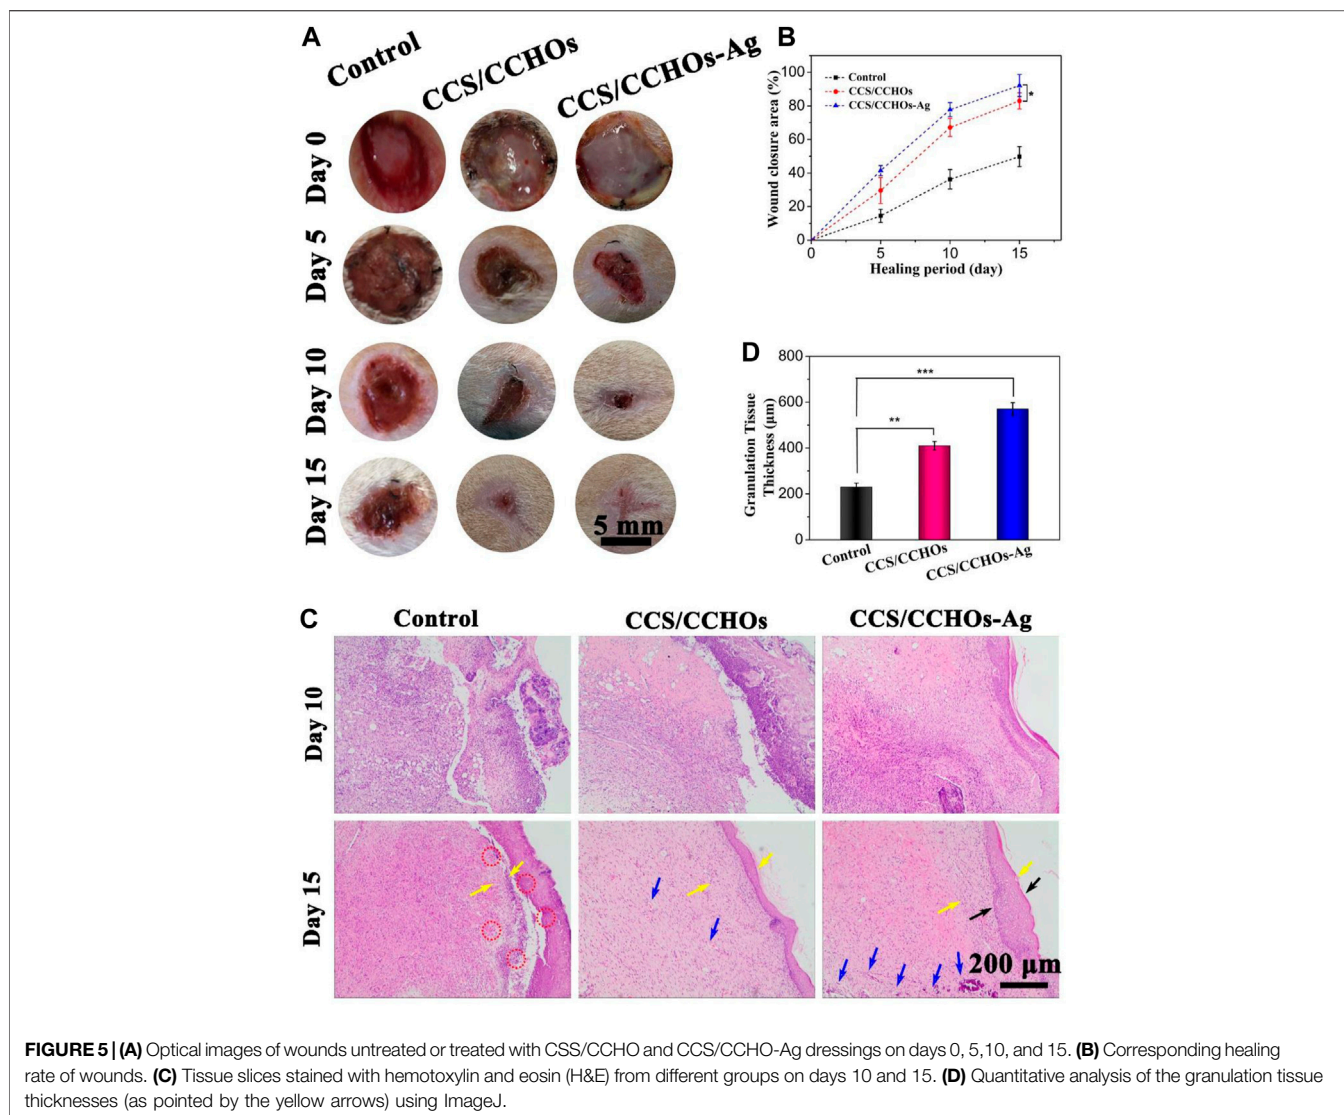 A
Control
CCS/CCHOs
CCS/CCHOs-Ag
Day 0
Day 5
Day 10
Day 15
5 mm
B
Wound closure area (%)
100
80
60
40
20
0
Control
CCS/CCHOs
CCS/CCHOs-Ag
*
0 5 10 15
Healing period (day)
D
Granulation Tissue
Thickness (μm)
800
600
400
200
0
***
**
Control
CCS/CCHOs
CCS/CCHOs-Ag
C
Control
CCS/CCHOs
CCS/CCHOs-Ag
Day 10
Day 15
200 μm
FIGURE 5 | (A) Optical images of wounds untreated or treated with CSS/CCHO and CCS/CCHO-Ag dressings on days 0, 5,10, and 15. (B) Corresponding healing
rate of wounds. (C) Tissue slices stained with hemotoxylin and eosin (H&E) from different groups on days 10 and 15. (D) Quantitative analysis of the granulation tissue
thicknesses (as pointed by the yellow arrows) using ImageJ.